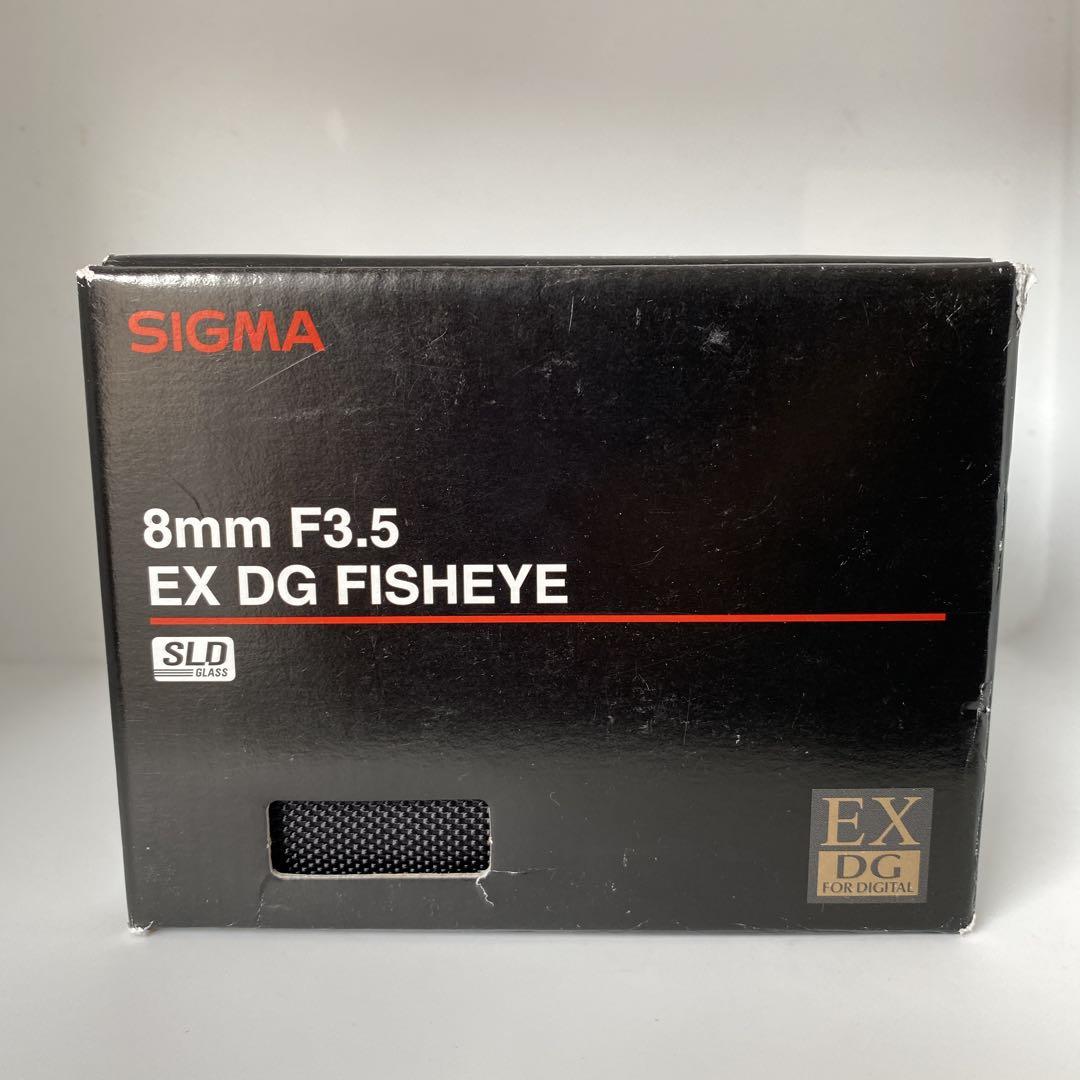 SIGMA
8mm F3.5
EX DG FISHEYE
SLD
GLASS
EX
DG
FOR DIGITAL